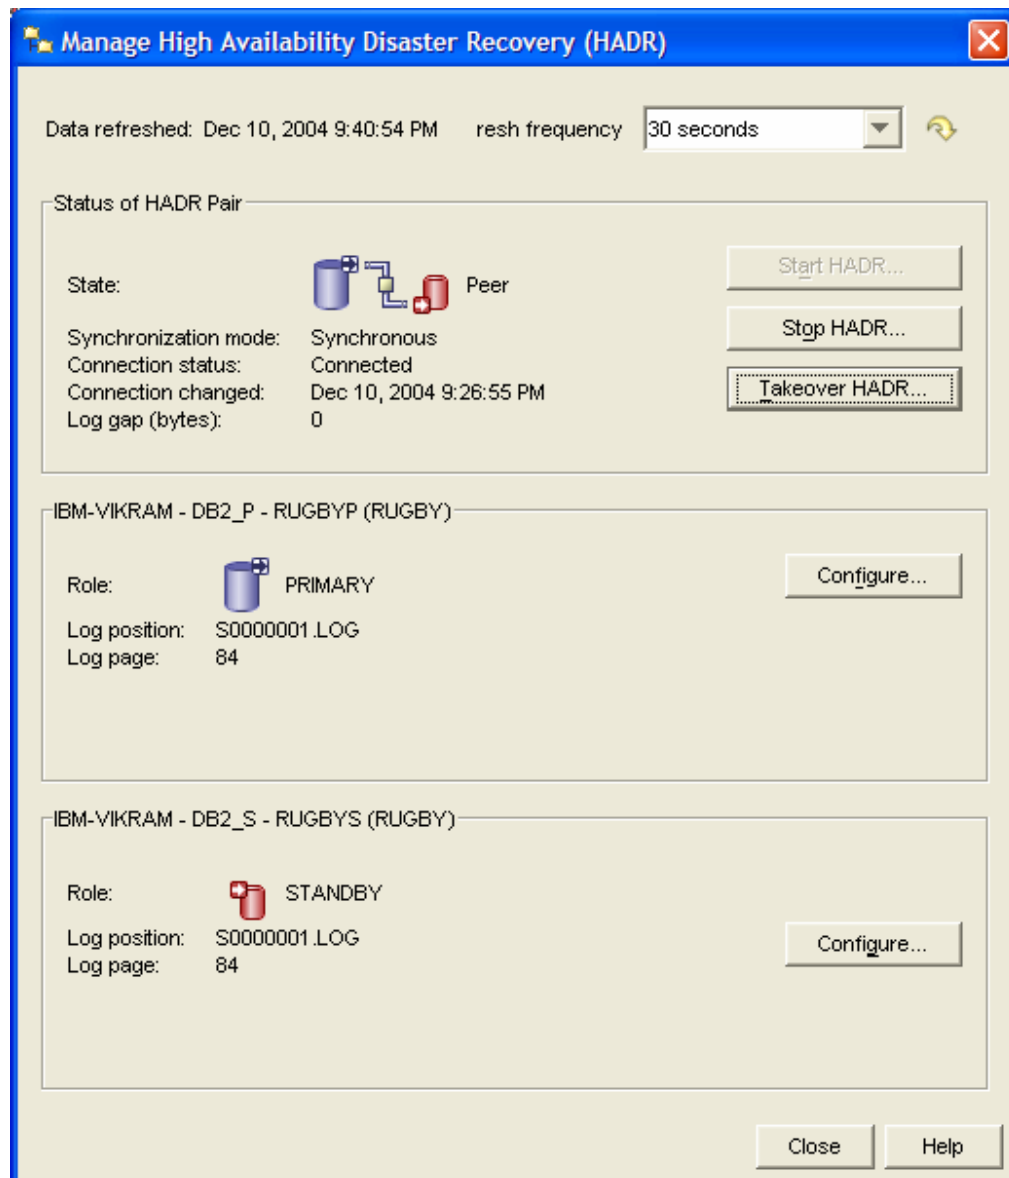 Manage High Availability Disaster Recovery (HADR)
Data refreshed: Dec 10, 2004 9:40:54 PM resh frequency 30 seconds
Status of HADR Pair
State: Peer
Start HADR...
Synchronization mode: Synchronous
Stop HADR...
Connection status: Connected
Connection changed: Dec 10, 2004 9:26:55 PM
Takeover HADR...
Log gap (bytes): 0
IBM-VIKRAM - DB2_P - RUGBYP (RUGBY)
Role: PRIMARY
Configure...
Log position: S0000001.LOG
Log page: 84
IBM-VIKRAM - DB2_S - RUGBYS (RUGBY)
Role: STANDBY
Log position: S0000001.LOG
Configure...
Log page: 84
Close Help